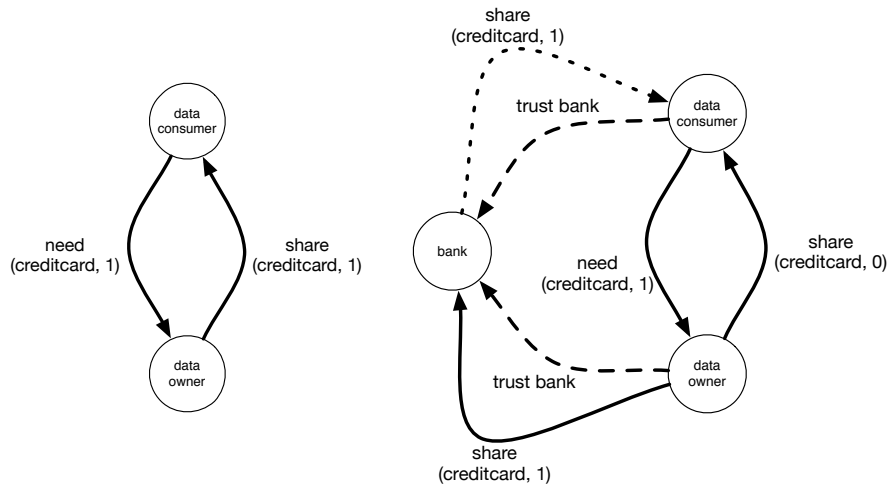 data
consumer
need
(creditcard, 1)
share
(creditcard, 1)
data
owner
share
(creditcard, 1)
trust bank
data
consumer
bank
need
(creditcard, 1)
share
(creditcard, 0)
trust bank
data
owner
share
(creditcard, 1)